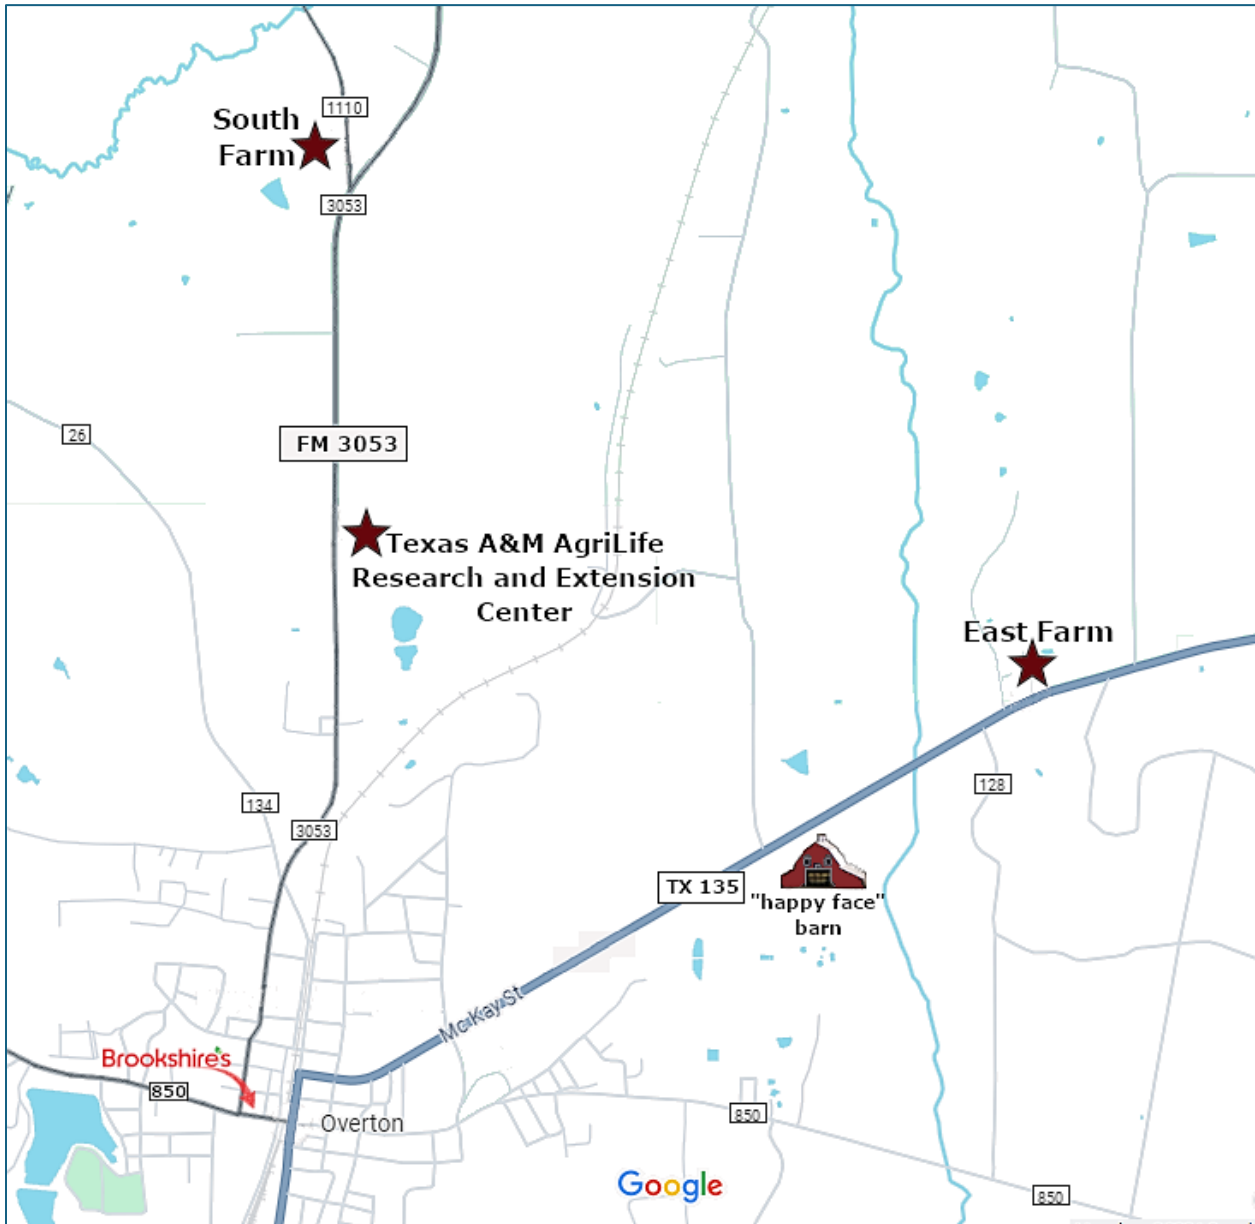 South
Farm
1110
3053
26
FM 3053
Texas A&M AgriLife
Research and Extension
Center
East Farm
128
134
3053
TX 135
"happy face"
barn
McKay St
Brookshire's
850
Overton
850
Google
850